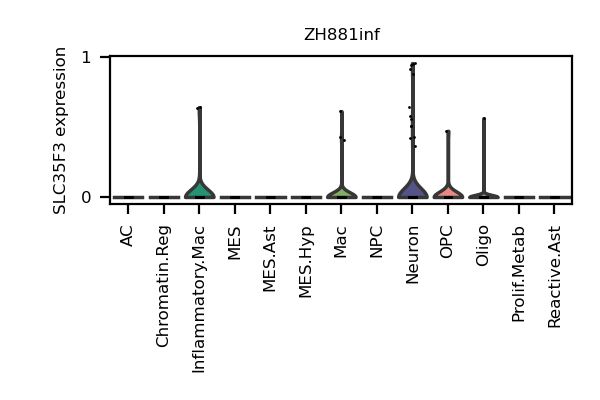 ZH881inf
SLC35F3 expression
1
0
AC
Chromatin.Reg
Inflammatory.Mac
MES
MES.Ast
MES.Hyp
Mac
NPC
Neuron
OPC
Oligo
Prolif.Metab
Reactive.Ast